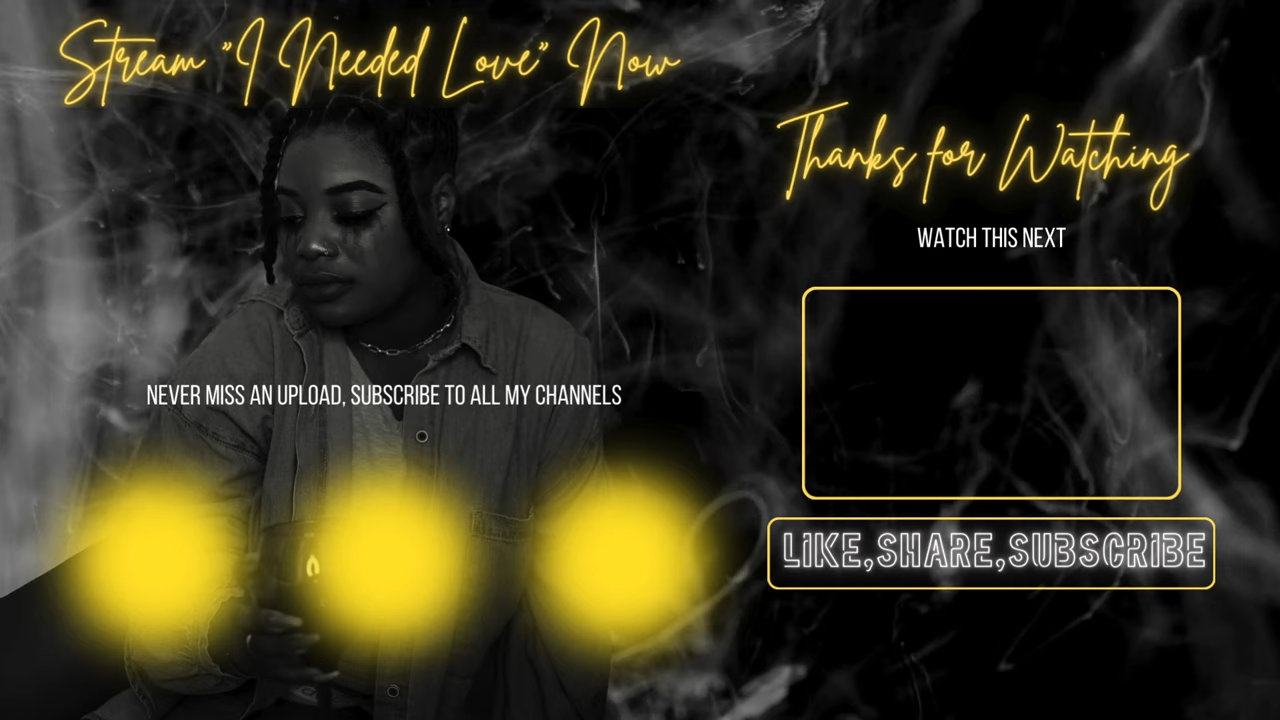 Stream "I Needed Love" Now
Thanks for Watching
WATCH THIS NEXT
NEVER MISS AN UPLOAD, SUBSCRIBE TO ALL MY CHANNELS
LIKE,SHARE,SUBSCRIBE